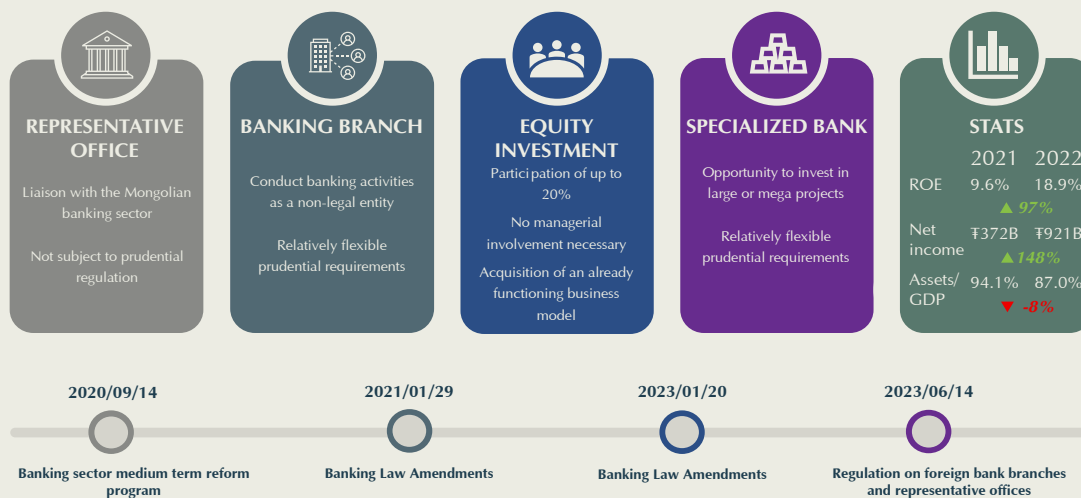 REPRESENTATIVE
OFFICE
Liaison with the Mongolian
banking sector
Not subject to prudential
regulation
BANKING BRANCH
Conduct banking activities
as a non-legal entity
Relatively flexible
prudential requirements
EQUITY
INVESTMENT
Participation of up to
20%
No managerial
involvement necessary
Acquisition of an already
functioning business
model
SPECIALIZED BANK
Opportunity to invest in
large or mega projects
Relatively flexible
prudential requirements
STATS
2021 2022
ROE 9.6% 18.9%
▲ 97%
Net
income ₮372B ₮921B
▲148%
Assets/
GDP 94.1% 87.0%
▼ -8%
2020/09/14
Banking sector medium term reform
program
2021/01/29
Banking Law Amendments
2023/01/20
Banking Law Amendments
2023/06/14
Regulation on foreign bank branches
and representative offices